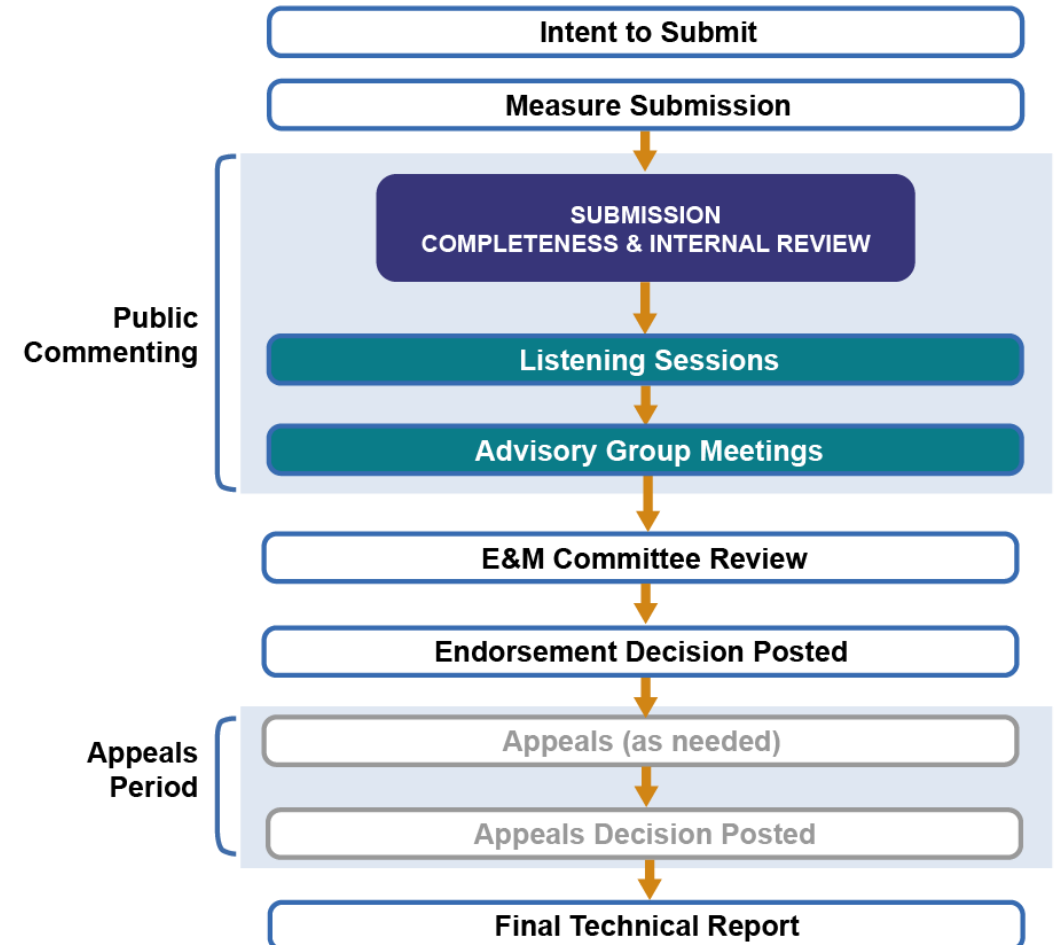 Intent to Submit
Measure Submission
SUBMISSION
COMPLETENESS & INTERNAL REVIEW
Public
Commenting
Listening Sessions
Advisory Group Meetings
E&M Committee Review
Endorsement Decision Posted
Appeals (as needed)
Appeals
Period
Appeals Decision Posted
Final Technical Report